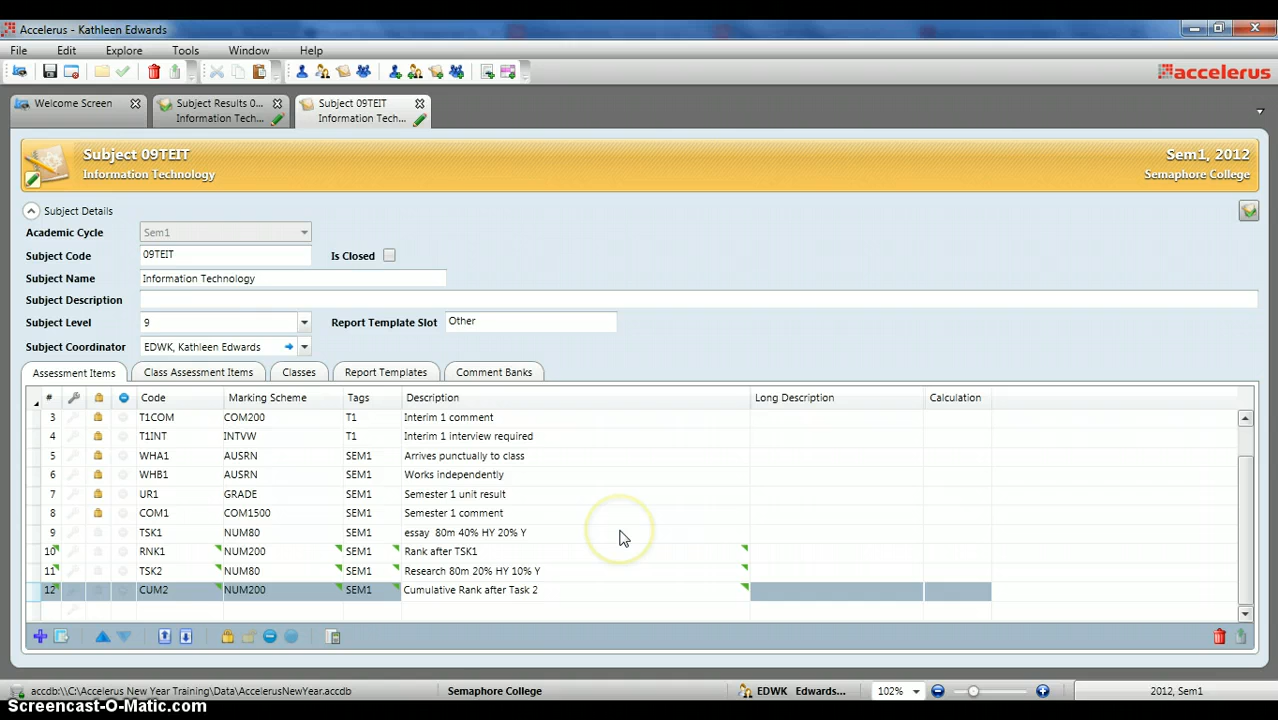 Accelerus - Kathleen Edwards
File Edit Explore Tools Window Help
accelerus
Welcome Screen
Subject Results 0...
Information Tech...
Subject 09TEIT
Information Tech...
Subject 09TEIT
Information Technology
Sem1, 2012
Semaphore College
Subject Details
Academic Cycle Sem1
Subject Code 09TEIT Is Closed
Subject Name Information Technology
Subject Description
Subject Level 9 Report Template Slot Other
Subject Coordinator EDWK, Kathleen Edwards
Assessment Items Class Assessment Items Classes Report Templates Comment Banks
# Code Marking Scheme Tags Description Long Description Calculation
3 T1COM COM200 T1 Interim 1 comment
4 T1INT INTVW T1 Interim 1 interview required
5 WHA1 AUSRN SEM1 Arrives punctually to class
6 WHB1 AUSRN SEM1 Works independently
7 UR1 GRADE SEM1 Semester 1 unit result
8 COM1 COM1500 SEM1 Semester 1 comment
9 TSK1 NUM80 SEM1 essay 80m 40% HY 20% Y
10 RNK1 NUM200 SEM1 Rank after TSK1
11 TSK2 NUM80 SEM1 Research 80m 20% HY 10% Y
12 CUM2 NUM200 SEM1 Cumulative Rank after Task 2
accdb:\\C:\Accelerus New Year Training\Data\AccelerusNewYear.accdb Semaphore College EDWK Edwards... 102% 2012, Sem1
Screencast-O-Matic.com